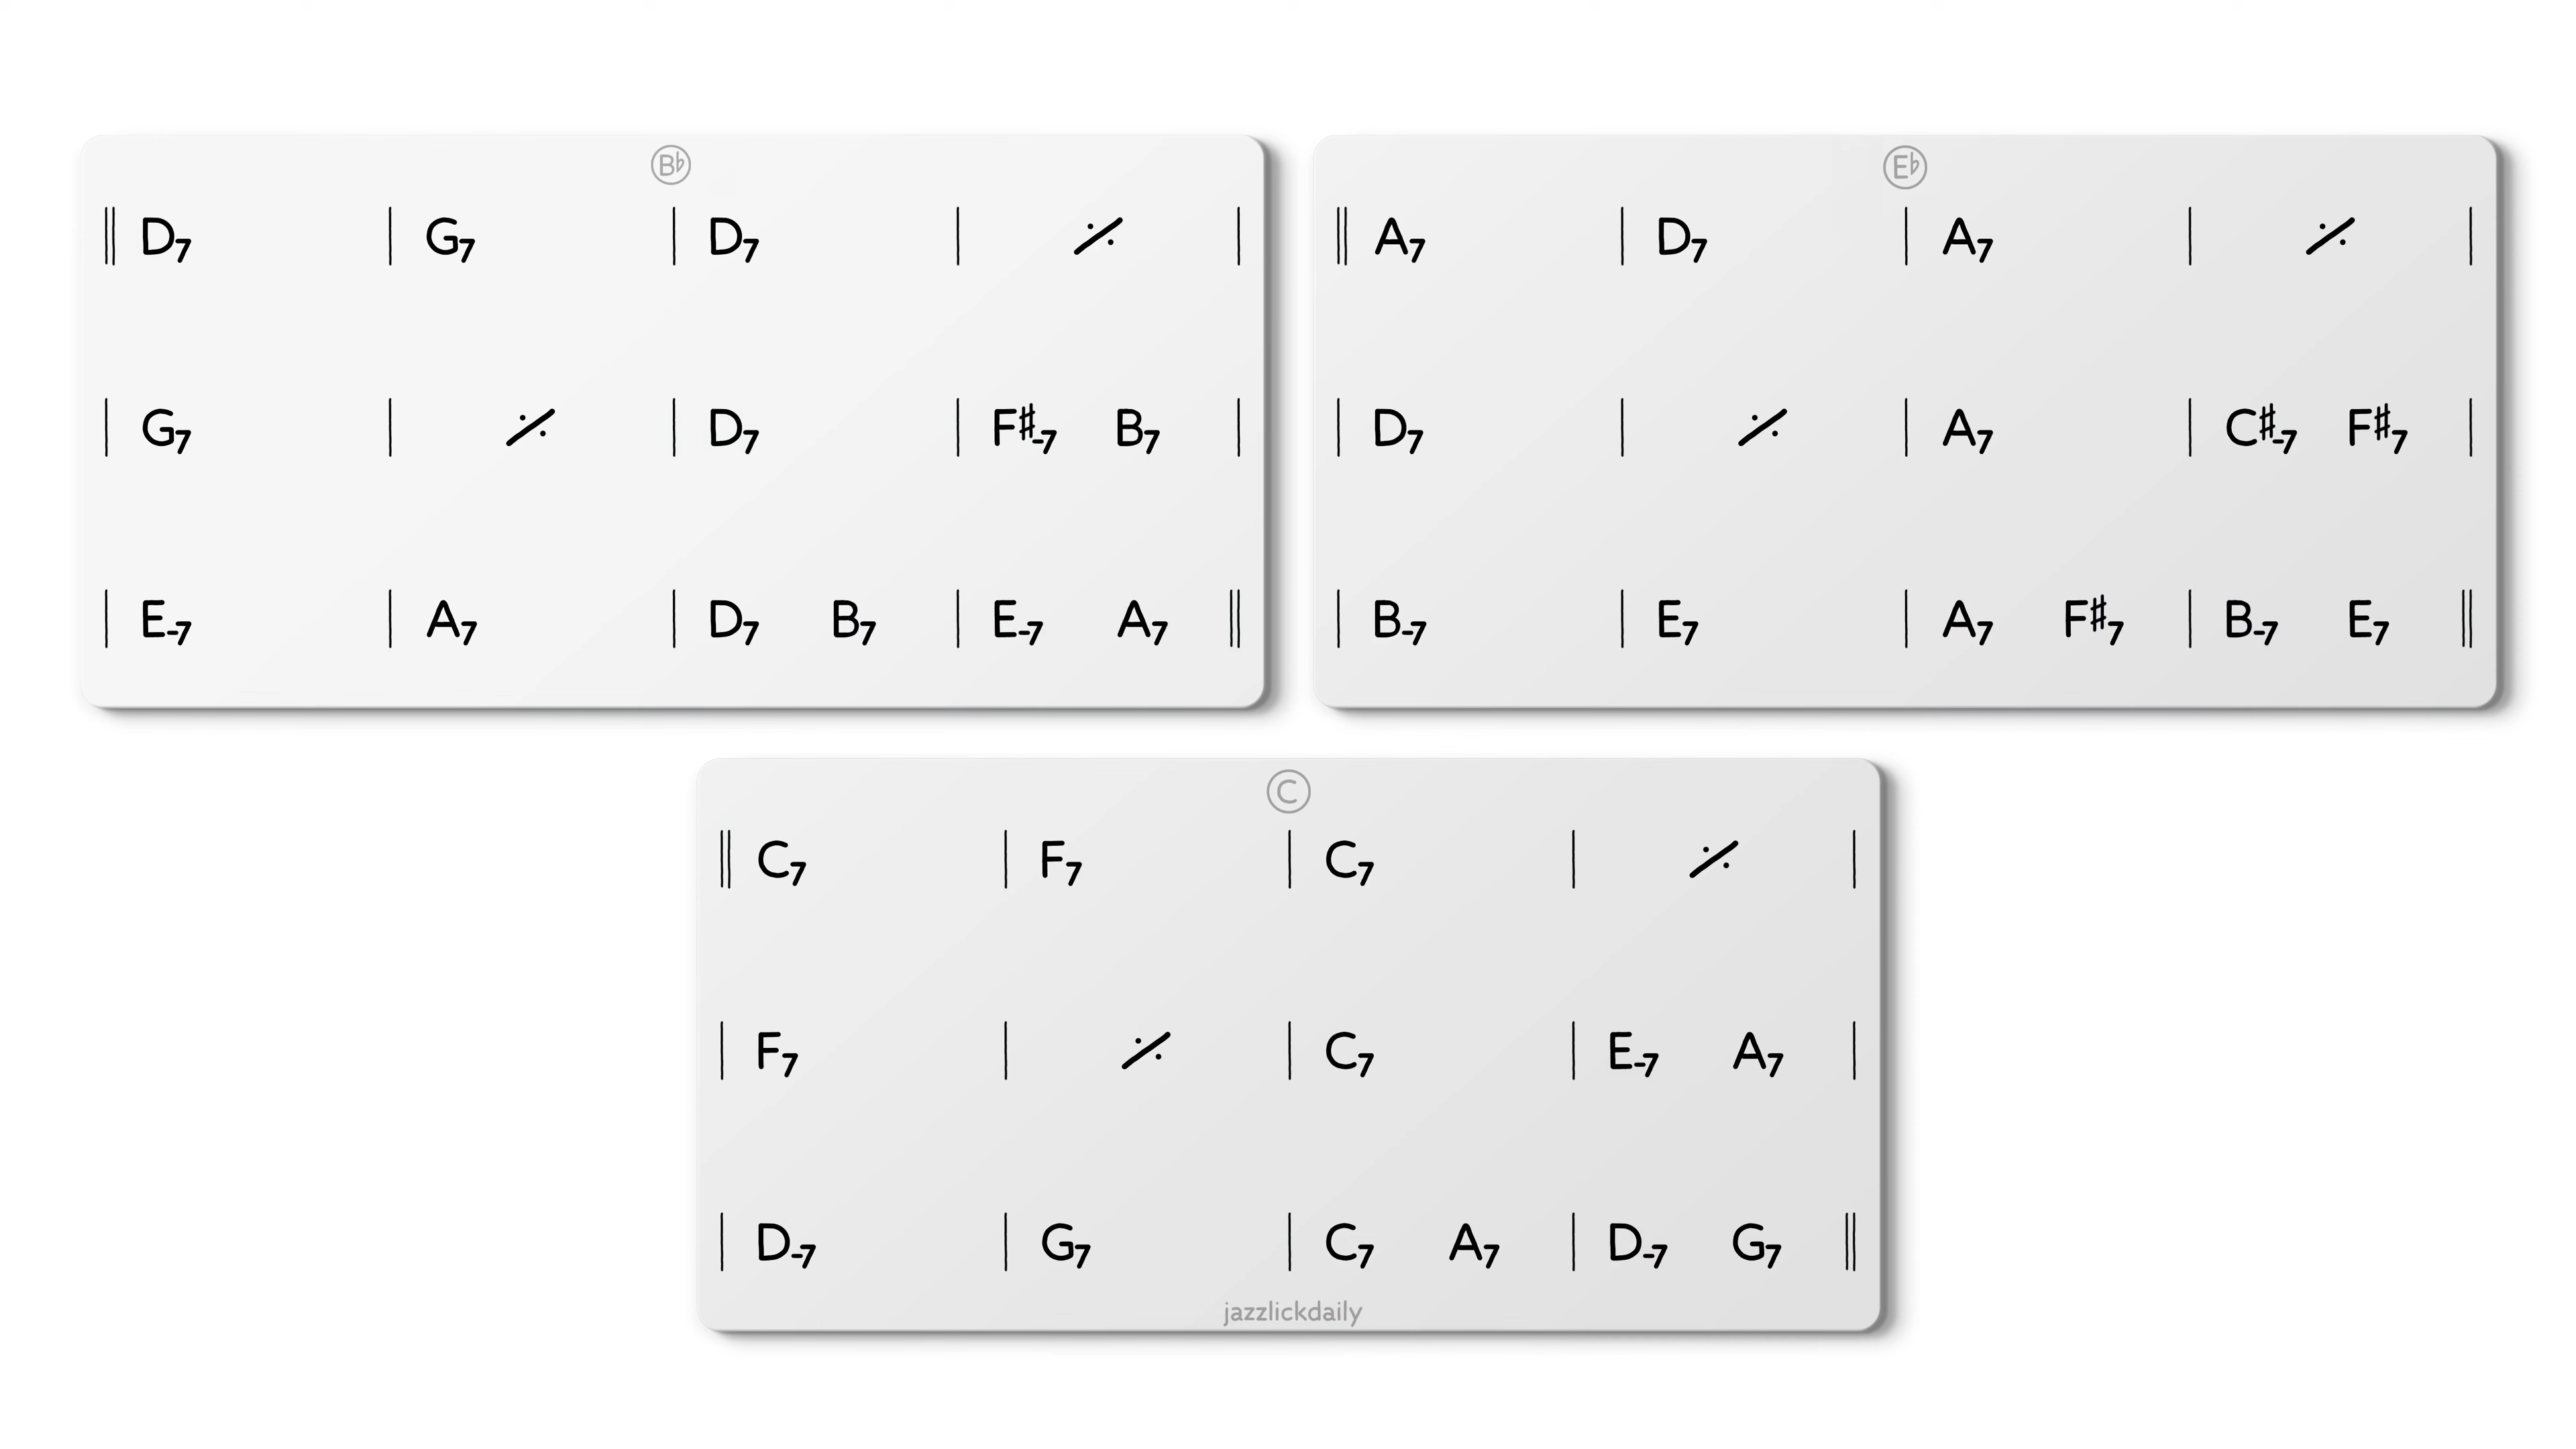 B♭
‖ D7 | G7 | D7 | 𝄎 |
| G7 | 𝄎 | D7 | F♯-7 B7 |
| E-7 | A7 | D7 B7 | E-7 A7 ‖
E♭
‖ A7 | D7 | A7 | 𝄎 |
| D7 | 𝄎 | A7 | C♯-7 F♯7 |
| B-7 | E7 | A7 F♯7 | B-7 E7 ‖
C
‖ C7 | F7 | C7 | 𝄎 |
| F7 | 𝄎 | C7 | E-7 A7 |
| D-7 | G7 | C7 A7 | D-7 G7 ‖
jazzlickdaily